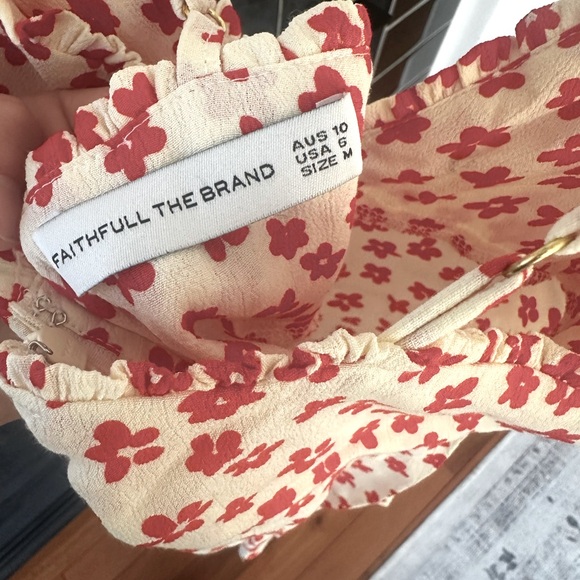 FAITHFULL THE BRAND
AUS 10
USA 6
SIZE M